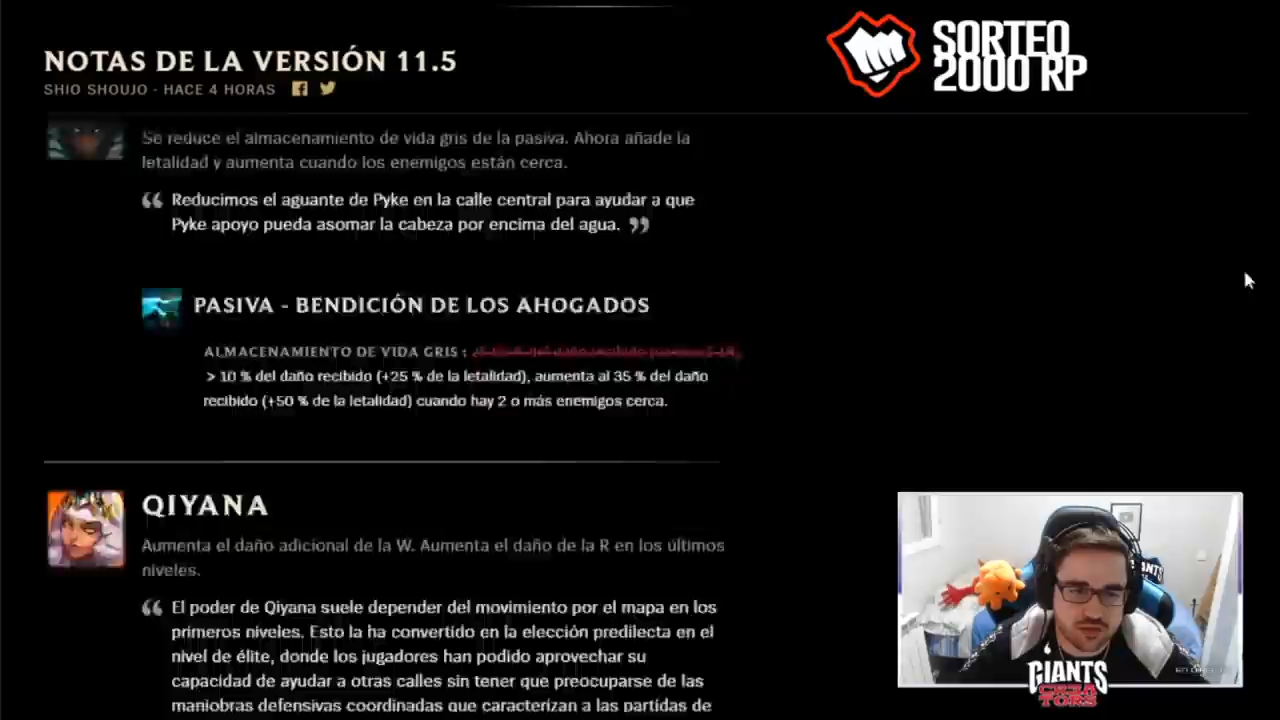 NOTAS DE LA VERSIÓN 11.5
SHIO SHOUJO - HACE 4 HORAS
SORTEO
2000 RP
Se reduce el almacenamiento de vida gris de la pasiva. Ahora añade la
letalidad y aumenta cuando los enemigos están cerca.
“ Reducimos el aguante de Pyke en la calle central para ayudar a que
Pyke apoyo pueda asomar la cabeza por encima del agua. ”
PASIVA - BENDICIÓN DE LOS AHOGADOS
ALMACENAMIENTO DE VIDA GRIS :
> 10 % del daño recibido (+25 % de la letalidad), aumenta al 35 % del daño
recibido (+50 % de la letalidad) cuando hay 2 o más enemigos cerca.
QIYANA
Aumenta el daño adicional de la W. Aumenta el daño de la R en los últimos
niveles.
“ El poder de Qiyana suele depender del movimiento por el mapa en los
primeros niveles. Esto la ha convertido en la elección predilecta en el
nivel de élite, donde los jugadores han podido aprovechar su
capacidad de ayudar a otras calles sin tener que preocuparse de las
maniobras defensivas coordinadas que caracterizan a las partidas de
GIANTS
CREA
TORS